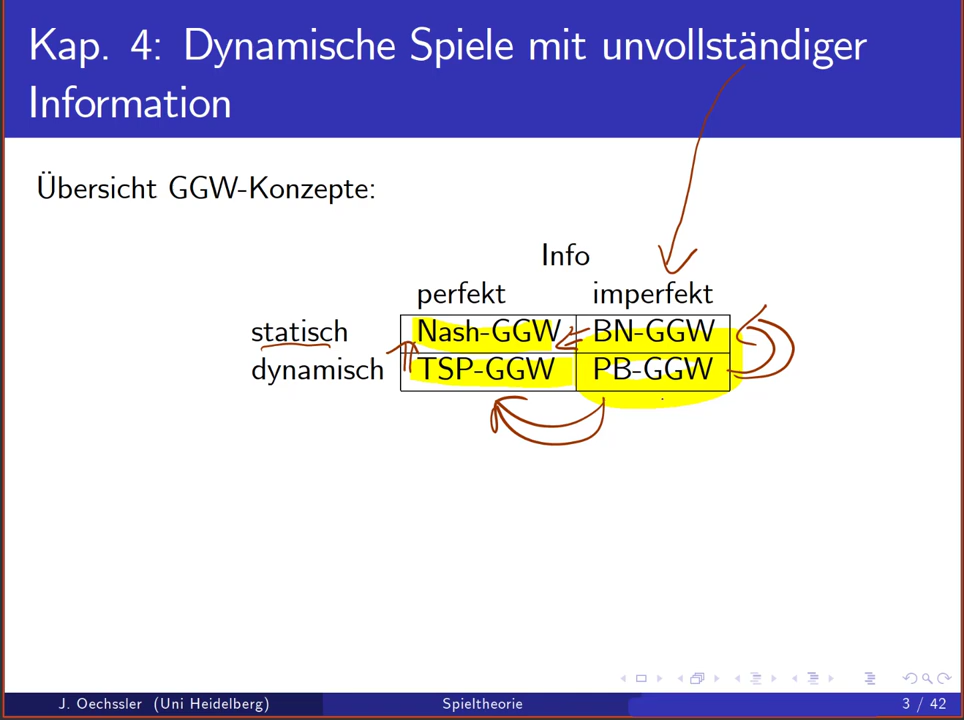 Kap. 4: Dynamische Spiele mit unvollständiger
Information
Übersicht GGW-Konzepte:
Info
perfekt imperfekt
statisch Nash-GGW BN-GGW
dynamisch TSP-GGW PB-GGW
J. Oechssler (Uni Heidelberg) Spieltheorie 3 / 42